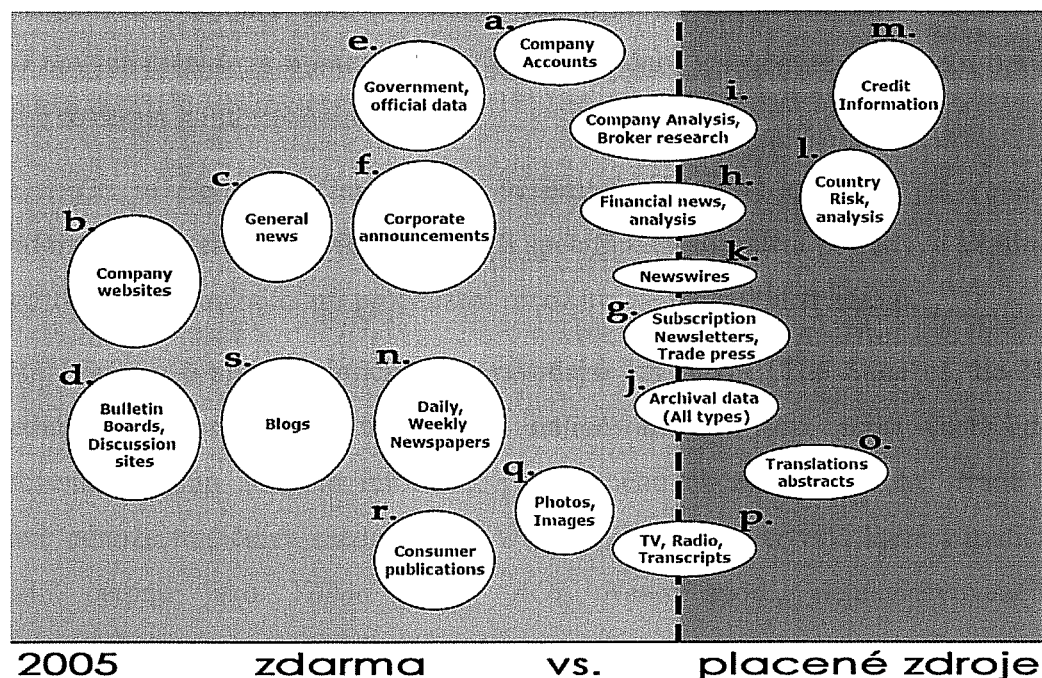 a.
Company
Accounts
e.
Government,
official data
m.
Credit
Information
i.
Company Analysis,
Broker research
l.
Country
Risk,
analysis
c.
General
news
f.
Corporate
announcements
h.
Financial news,
analysis
b.
Company
websites
k.
Newswires
g.
Subscription
Newsletters,
Trade press
d.
Bulletin
Boards,
Discussion
sites
s.
Blogs
n.
Daily,
Weekly
Newspapers
j.
Archival data
(All types)
o.
Translations
abstracts
q.
Photos,
Images
r.
Consumer
publications
p.
TV, Radio,
Transcripts
2005 zdarma vs. placené zdroje